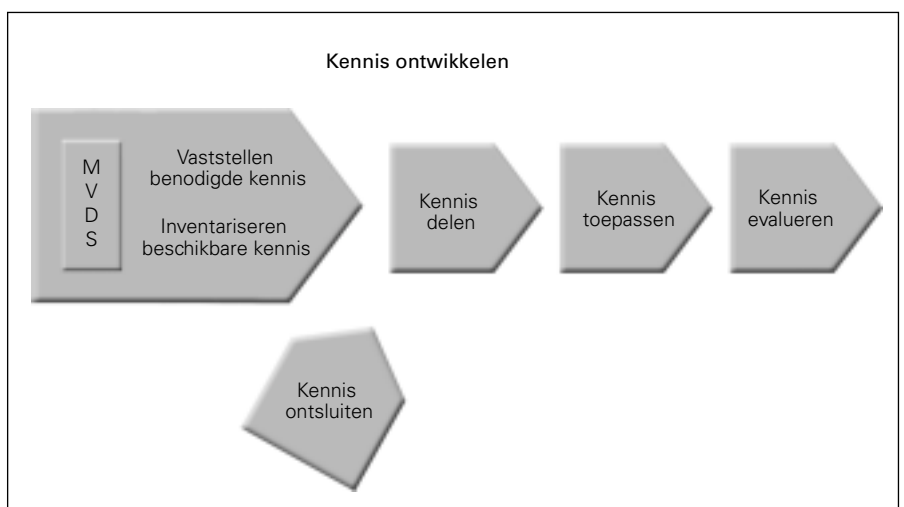 Kennis ontwikkelen
M
V
D
S
Vaststellen
benodigde kennis
Inventariseren
beschikbare kennis
Kennis
delen
Kennis
toepassen
Kennis
evalueren
Kennis
ontsluiten